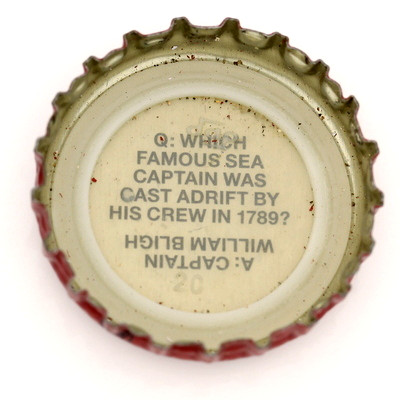 Q: WHICH
FAMOUS SEA
CAPTAIN WAS
CAST ADRIFT BY
HIS CREW IN 1789?
A: CAPTAIN
WILLIAM BLIGH
20